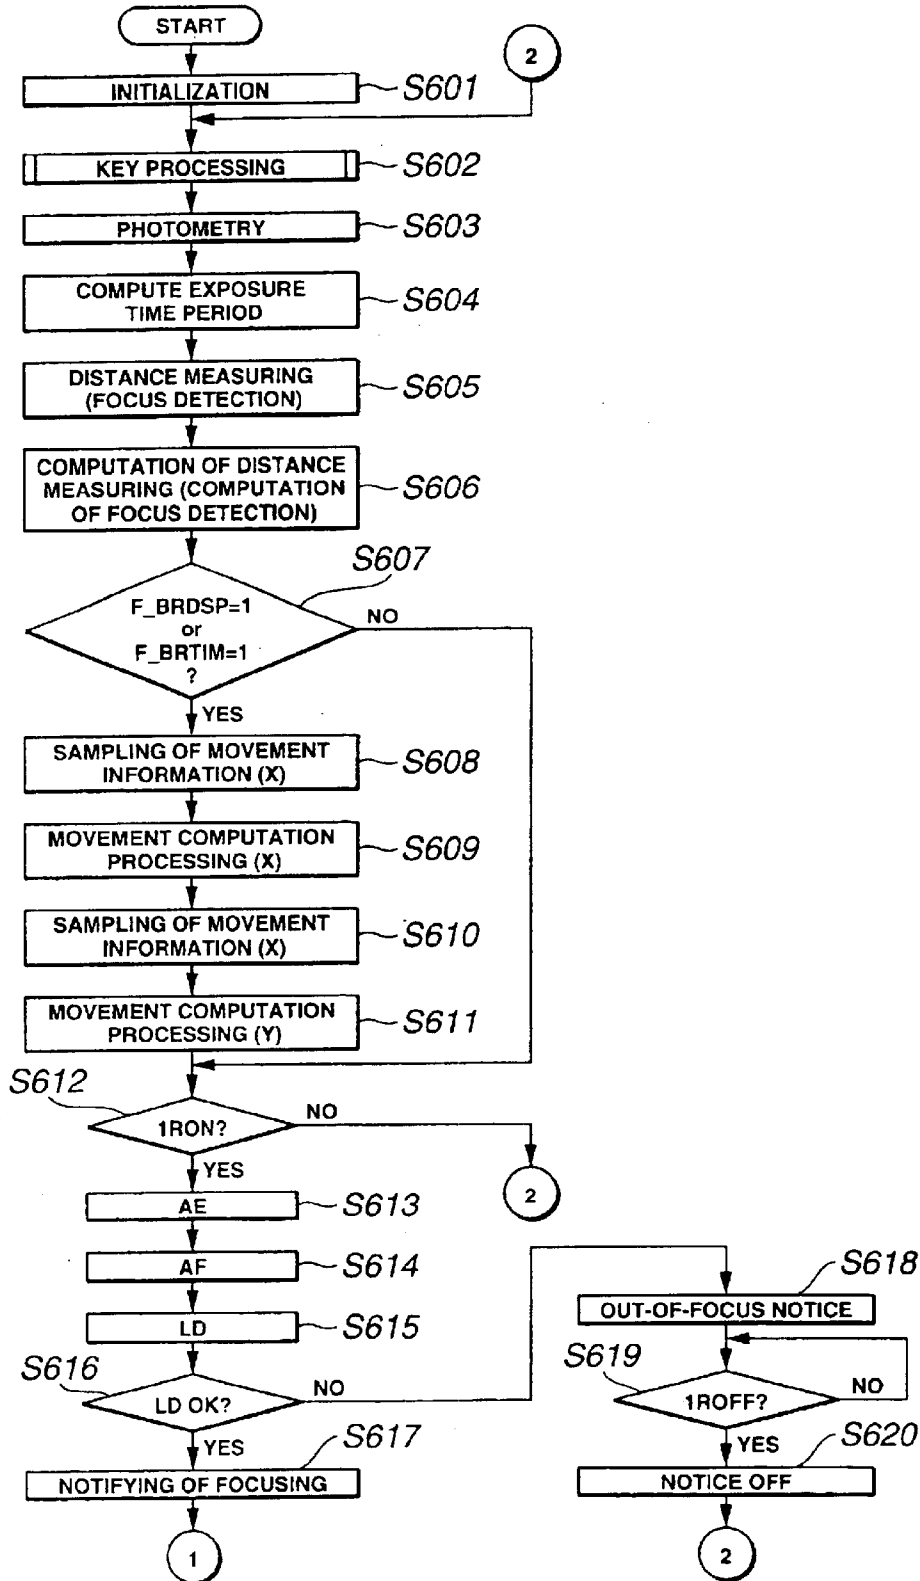 START
2
INITIALIZATION
S601
KEY PROCESSING
S602
PHOTOMETRY
S603
COMPUTE EXPOSURE
TIME PERIOD
S604
DISTANCE MEASURING
(FOCUS DETECTION)
S605
COMPUTATION OF DISTANCE
MEASURING (COMPUTATION
OF FOCUS DETECTION)
S606
S607
F_BRDSP=1
or
F_BRTIM=1
?
NO
YES
SAMPLING OF MOVEMENT
INFORMATION (X)
S608
MOVEMENT COMPUTATION
PROCESSING (X)
S609
SAMPLING OF MOVEMENT
INFORMATION (X)
S610
MOVEMENT COMPUTATION
PROCESSING (Y)
S611
S612
1RON?
NO
YES
2
AE
S613
AF
S614
LD
S615
S616
LD OK?
NO
YES
S617
NOTIFYING OF FOCUSING
1
S618
OUT-OF-FOCUS NOTICE
S619
1ROFF?
NO
YES
S620
NOTICE OFF
2